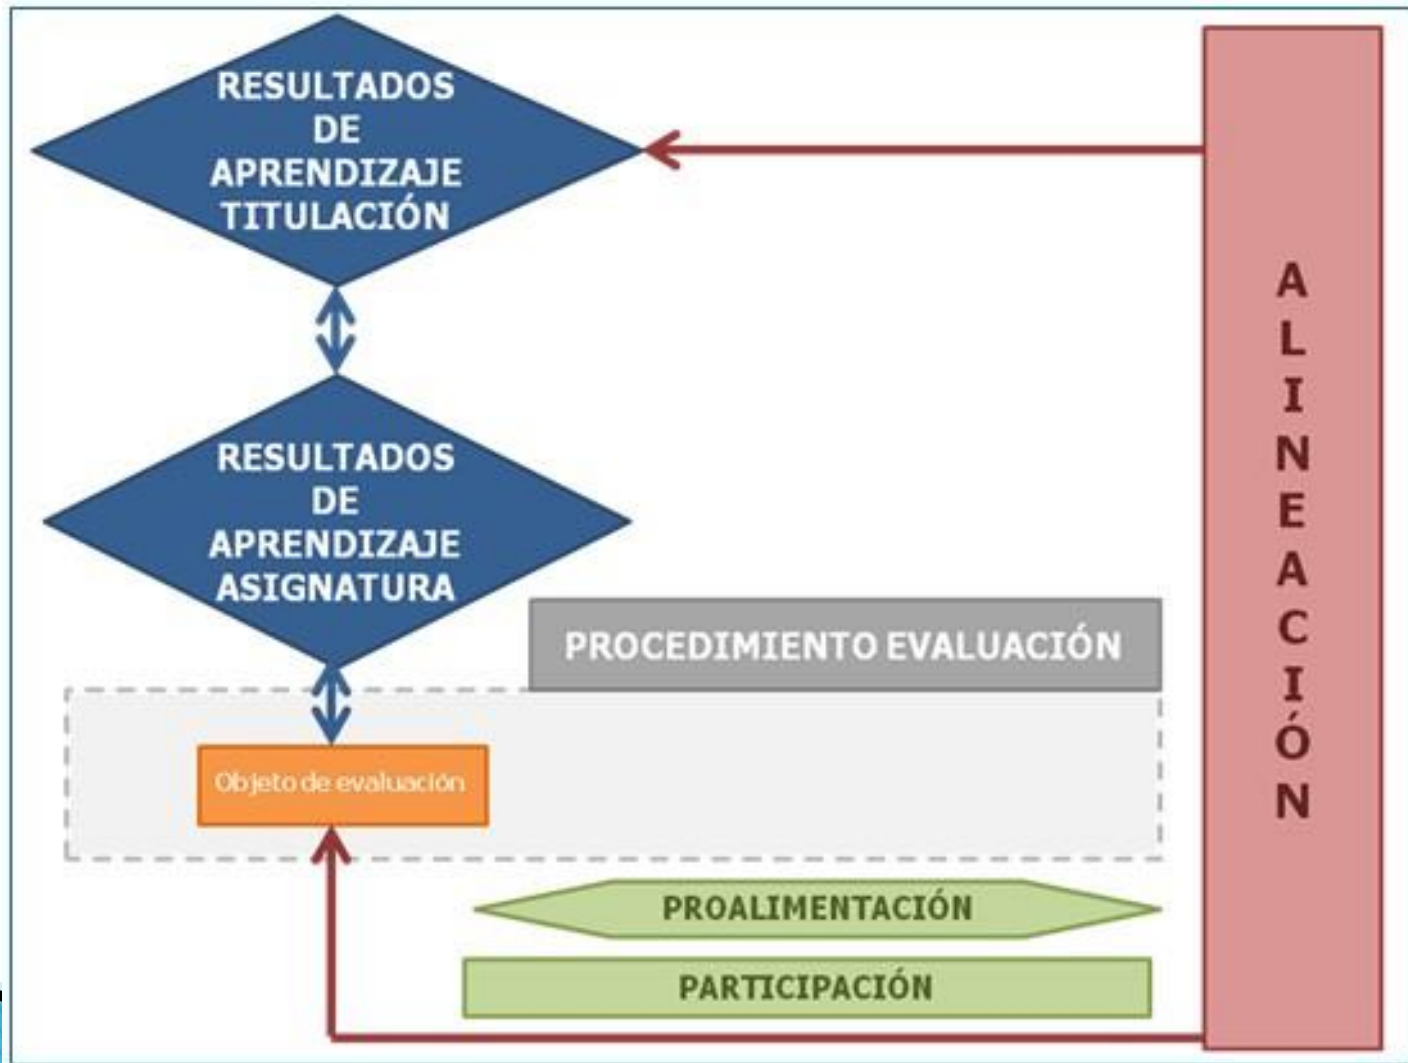 RESULTADOS
DE
APRENDIZAJE
TITULACIÓN
RESULTADOS
DE
APRENDIZAJE
ASIGNATURA
PROCEDIMIENTO EVALUACIÓN
Objeto de evaluación
PROALIMENTACIÓN
PARTICIPACIÓN
A
L
I
N
E
A
C
I
Ó
N